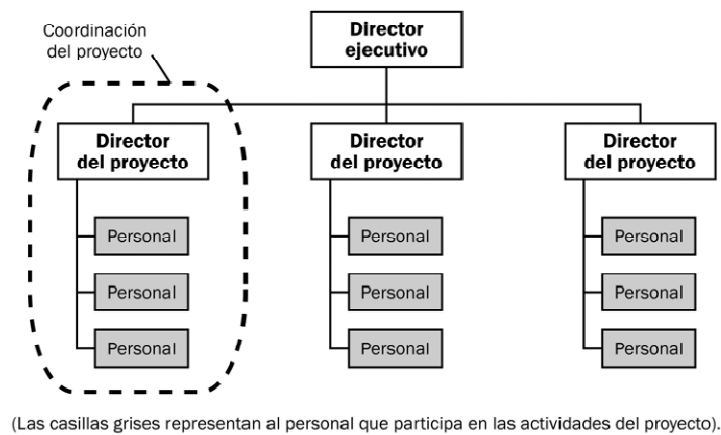 Coordinación
del proyecto
Director
ejecutivo
Director
del proyecto
Director
del proyecto
Director
del proyecto
Personal
Personal
Personal
Personal
Personal
Personal
Personal
Personal
Personal
(Las casillas grises representan al personal que participa en las actividades del proyecto).